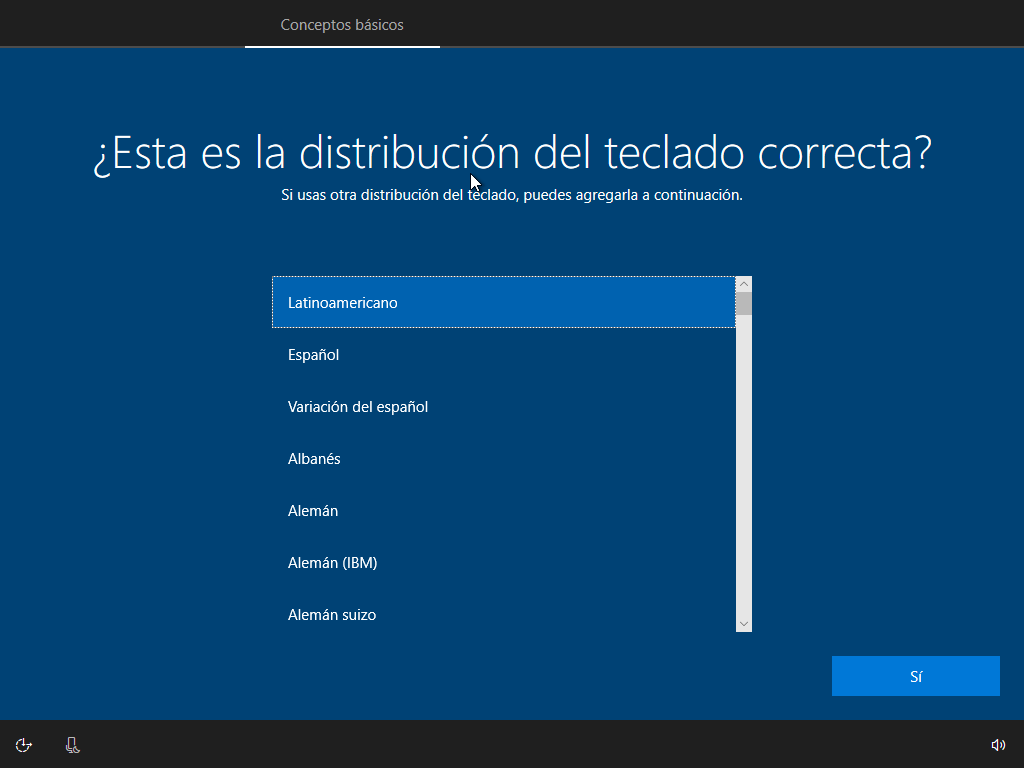 Conceptos básicos
¿Esta es la distribución del teclado correcta?
Si usas otra distribución del teclado, puedes agregarla a continuación.
Latinoamericano
Español
Variación del español
Albanés
Alemán
Alemán (IBM)
Alemán suizo
Sí